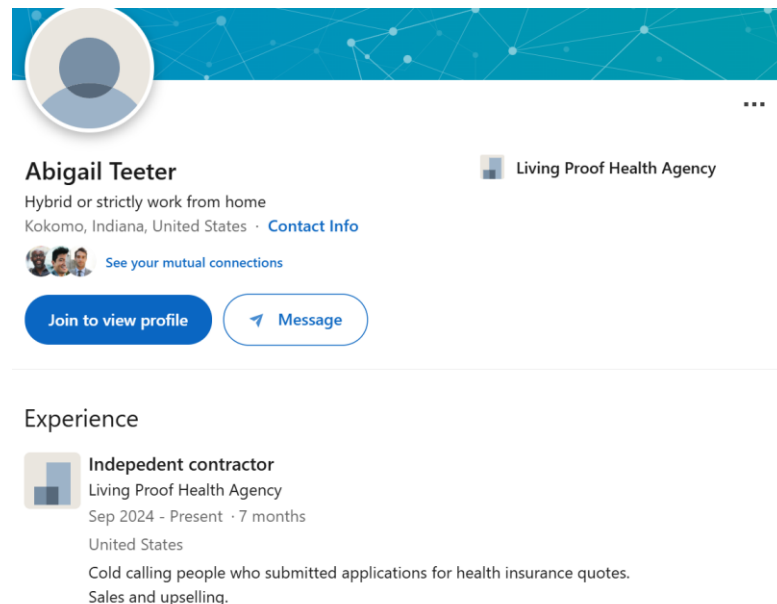 ...
Abigail Teeter
Living Proof Health Agency
Hybrid or strictly work from home
Kokomo, Indiana, United States · Contact Info
See your mutual connections
Join to view profile
Message
Experience
Indepedent contractor
Living Proof Health Agency
Sep 2024 - Present · 7 months
United States
Cold calling people who submitted applications for health insurance quotes.
Sales and upselling.